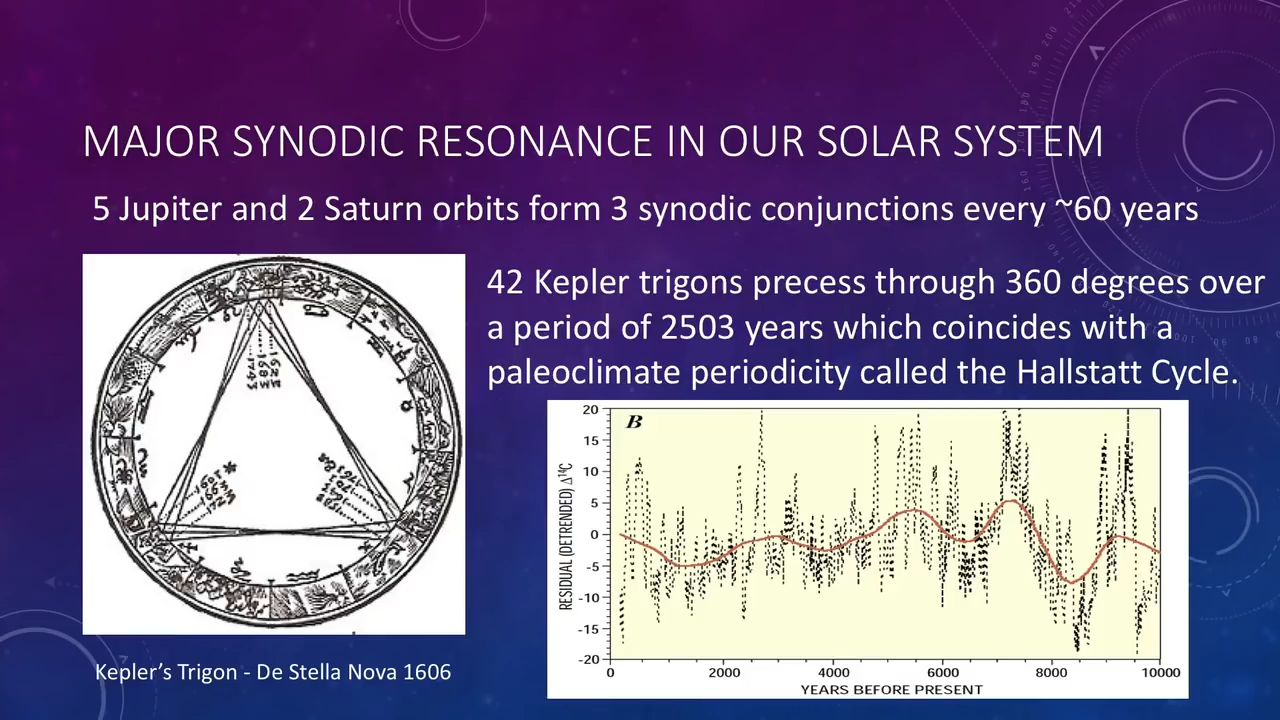 MAJOR SYNODIC RESONANCE IN OUR SOLAR SYSTEM
5 Jupiter and 2 Saturn orbits form 3 synodic conjunctions every ~60 years
42 Kepler trigons precess through 360 degrees over
a period of 2503 years which coincides with a
paleoclimate periodicity called the Hallstatt Cycle.
B
20
15
10
5
0
-5
-10
-15
-20
RESIDUAL (DETRENDED) Δ¹⁴C
0 2000 4000 6000 8000 10000
YEARS BEFORE PRESENT
Kepler's Trigon - De Stella Nova 1606